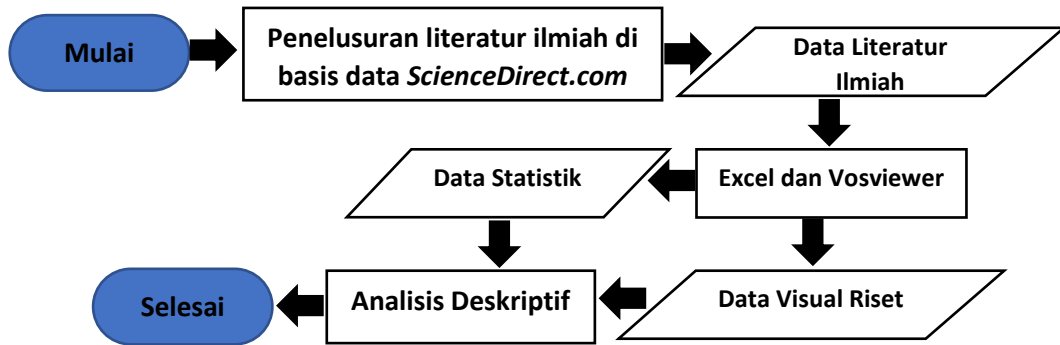 Mulai
Penelusuran literatur ilmiah di
basis data ScienceDirect.com
Data Literatur
Ilmiah
Data Statistik
Excel dan Vosviewer
Selesai
Analisis Deskriptif
Data Visual Riset